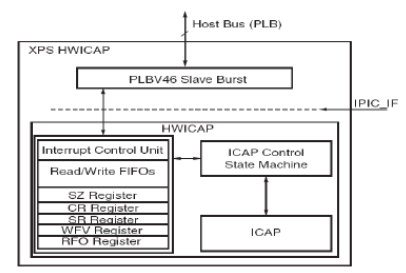 Host Bus (PLB)
XPS HWICAP
PLBV46 Slave Burst
IPIC_IF
HWICAP
Interrupt Control Unit
Read/Write FIFOs
SZ Register
CR Register
SR Register
WFV Register
RFO Register
ICAP Control
State Machine
ICAP